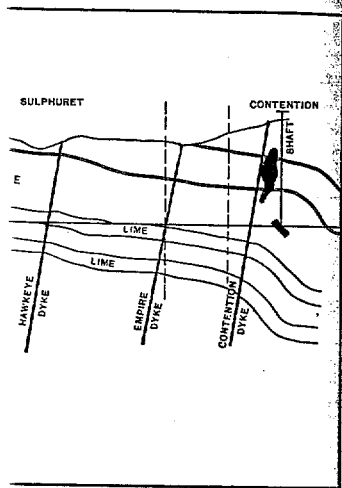 SULPHURET
CONTENTION
SHAFT
E
LIME
LIME
HAWKEYE
DYKE
EMPIRE
DYKE
CONTENTION
DYKE